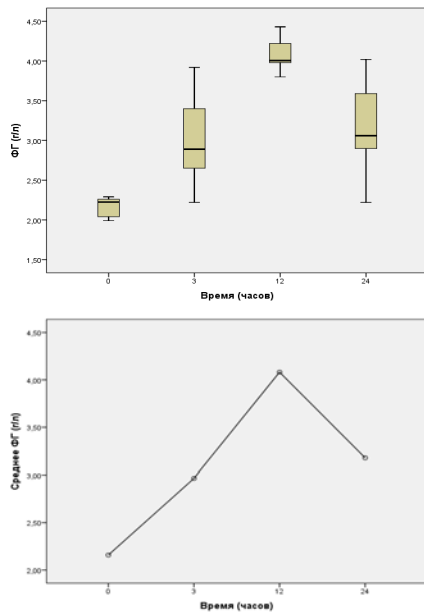 4,50
4,00
3,50
3,00
2,50
2,00
1,50
ФГ (г/л)
0 3 12 24
Время (часов)
4,50
4,00
3,50
3,00
2,50
2,00
Среднее ФГ (г/л)
0 3 12 24
Время (часов)